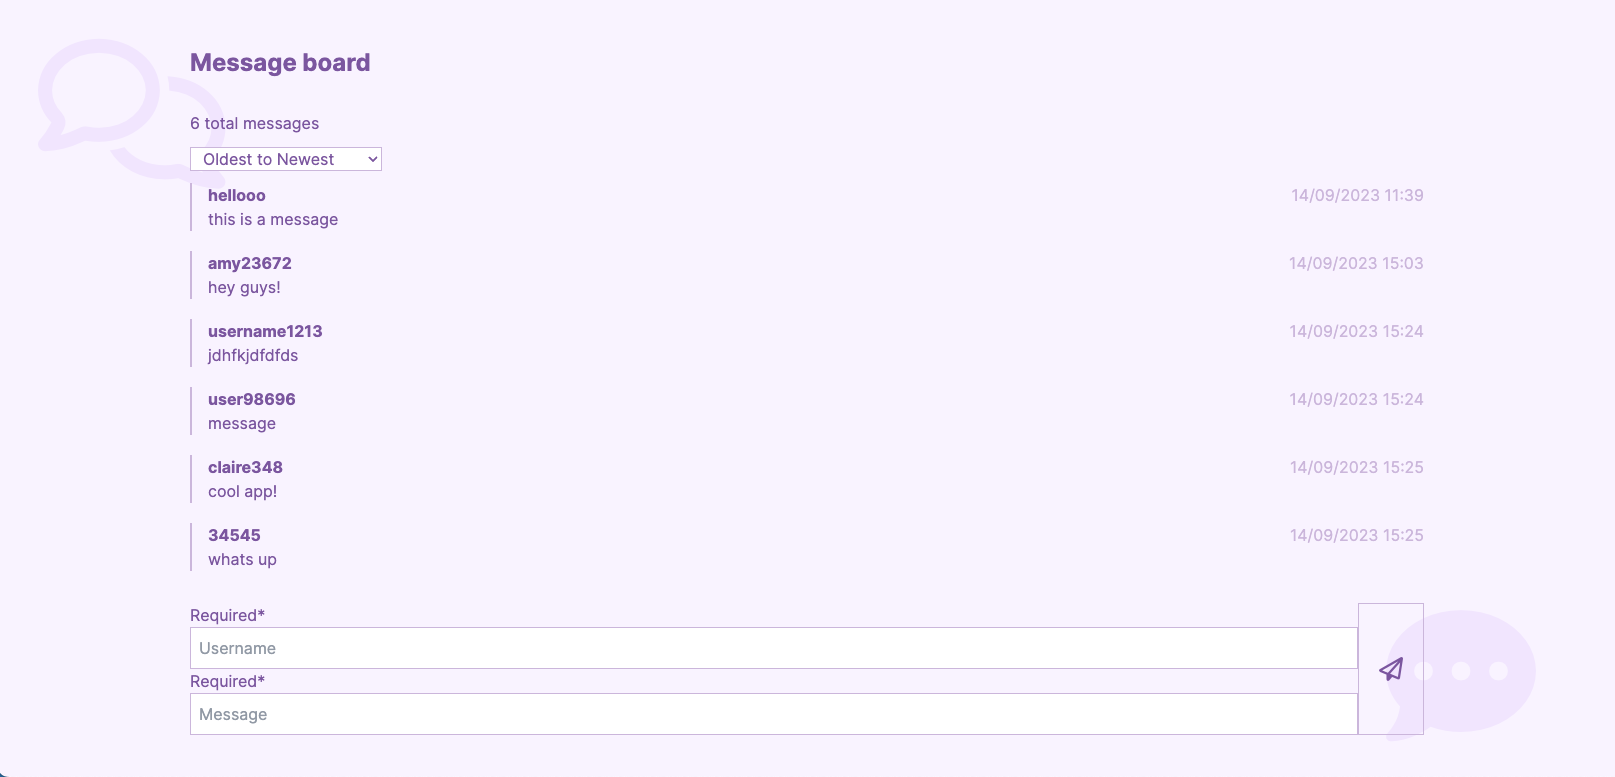 Message board
6 total messages
Oldest to Newest
hellooo 14/09/2023 11:39
this is a message
amy23672 14/09/2023 15:03
hey guys!
username1213 14/09/2023 15:24
jdhfkjdfdfds
user98696 14/09/2023 15:24
message
claire348 14/09/2023 15:25
cool app!
34545 14/09/2023 15:25
whats up
Required*
Username
Required*
Message